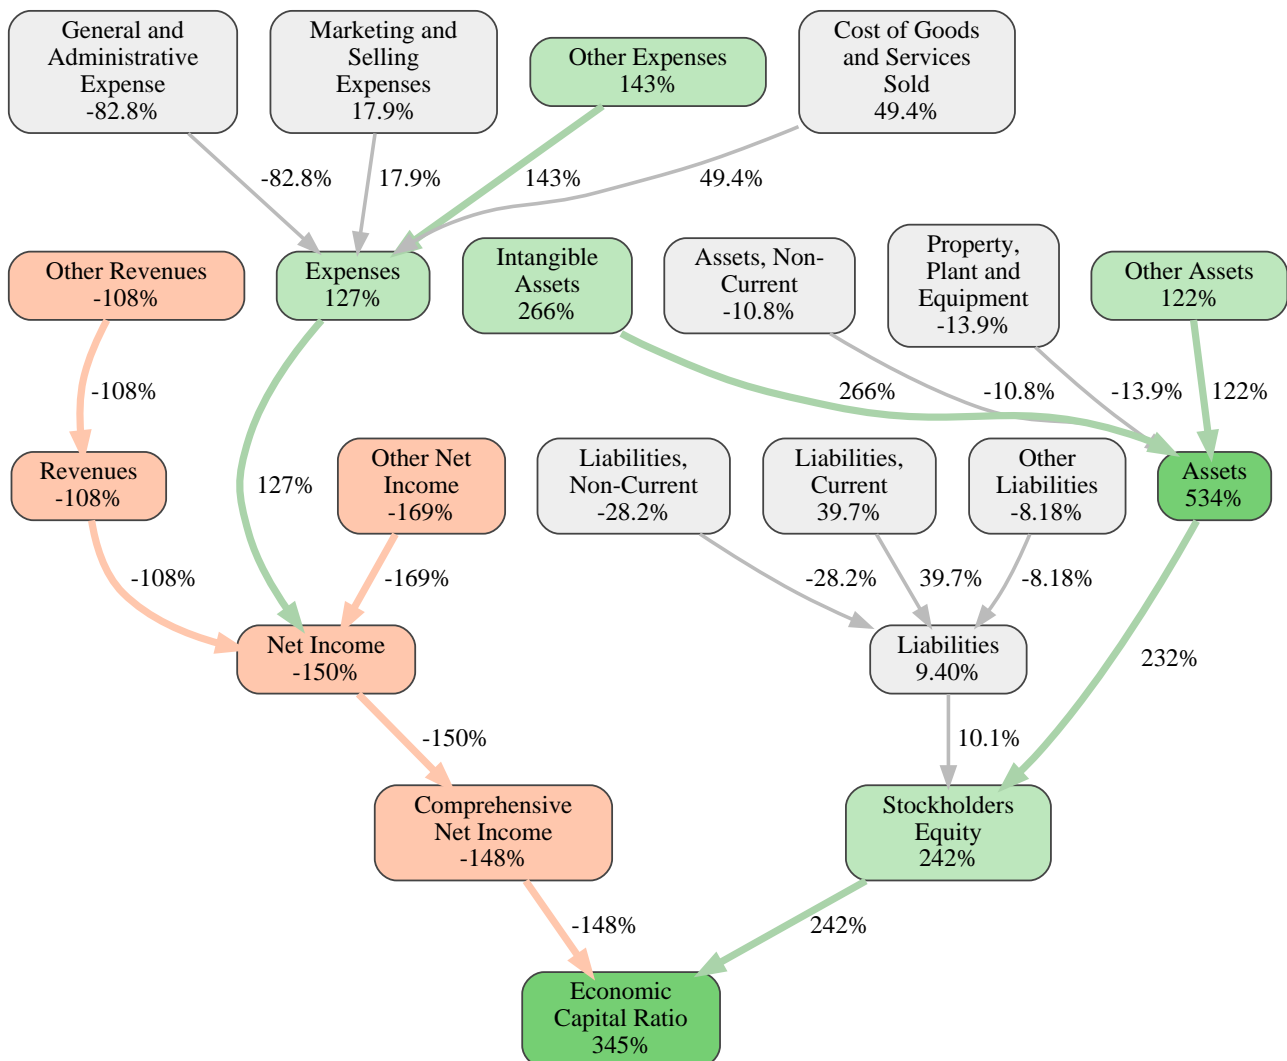 General and
Administrative
Expense
-82.8%
Marketing and
Selling
Expenses
17.9%
Other Expenses
143%
Cost of Goods
and Services
Sold
49.4%
-82.8%
17.9%
143%
49.4%
Other Revenues
-108%
Expenses
127%
Intangible
Assets
266%
Assets, Non-
Current
-10.8%
Property,
Plant and
Equipment
-13.9%
Other Assets
122%
-108%
266%
-10.8%
-13.9%
122%
Revenues
-108%
127%
Other Net
Income
-169%
Liabilities,
Non-Current
-28.2%
Liabilities,
Current
39.7%
Other
Liabilities
-8.18%
Assets
534%
-108%
-169%
-28.2%
39.7%
-8.18%
Net Income
-150%
Liabilities
9.40%
232%
-150%
10.1%
Comprehensive
Net Income
-148%
Stockholders
Equity
242%
-148%
242%
Economic
Capital Ratio
345%